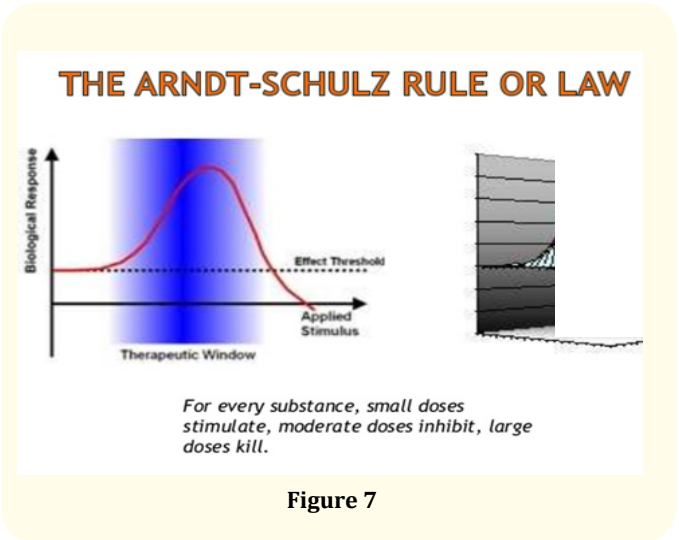 THE ARNDT-SCHULZ RULE OR LAW
Biological Response
Effect Threshold
Applied
Stimulus
Therapeutic Window
For every substance, small doses
stimulate, moderate doses inhibit, large
doses kill.
Figure 7